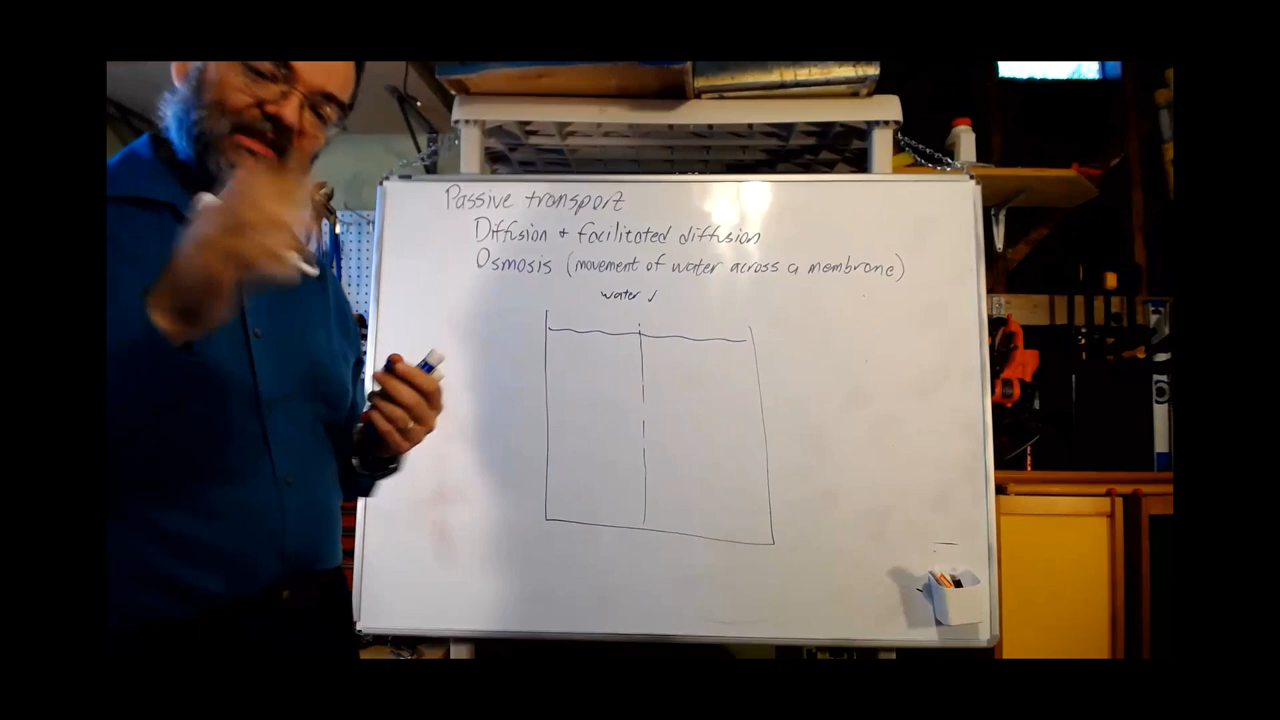 Passive transport
Diffusion + facilitated diffusion
Osmosis (movement of water across a membrane)
water ✓